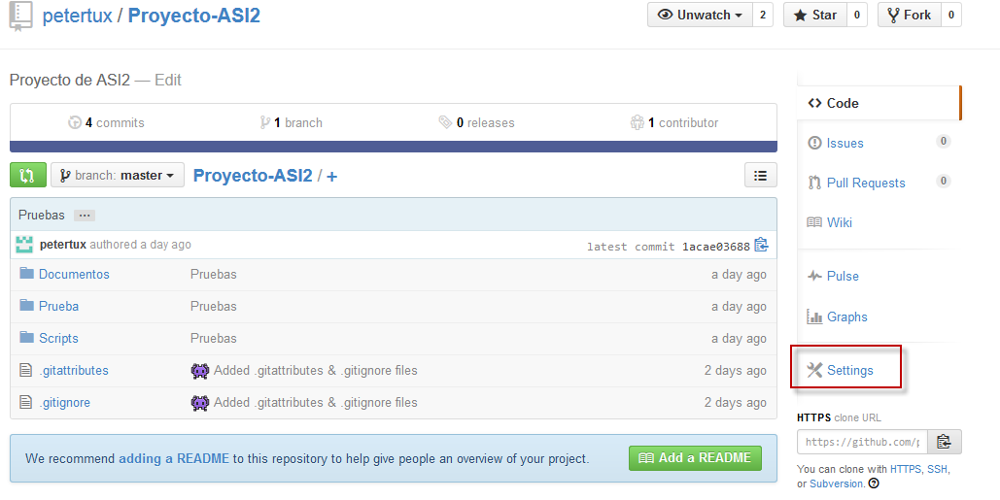 petertux / Proyecto-ASI2
Unwatch 2 Star 0 Fork 0
Proyecto de ASI2 — Edit
4 commits 1 branch 0 releases 1 contributor
branch: master Proyecto-ASI2 / +
Pruebas ...
petertux authored a day ago latest commit 1acae03688
Documentos Pruebas a day ago
Prueba Pruebas a day ago
Scripts Pruebas a day ago
.gitattributes Added .gitattributes & .gitignore files 2 days ago
.gitignore Added .gitattributes & .gitignore files 2 days ago
We recommend adding a README to this repository to help give people an overview of your project. Add a README
Code
Issues 0
Pull Requests 0
Wiki
Pulse
Graphs
Settings
HTTPS clone URL
https://github.com/p
You can clone with HTTPS, SSH,
or Subversion. ?